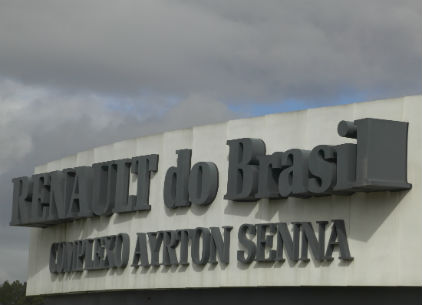 RENAULT do Brasil
COMPLEXO AYRTON SENNA